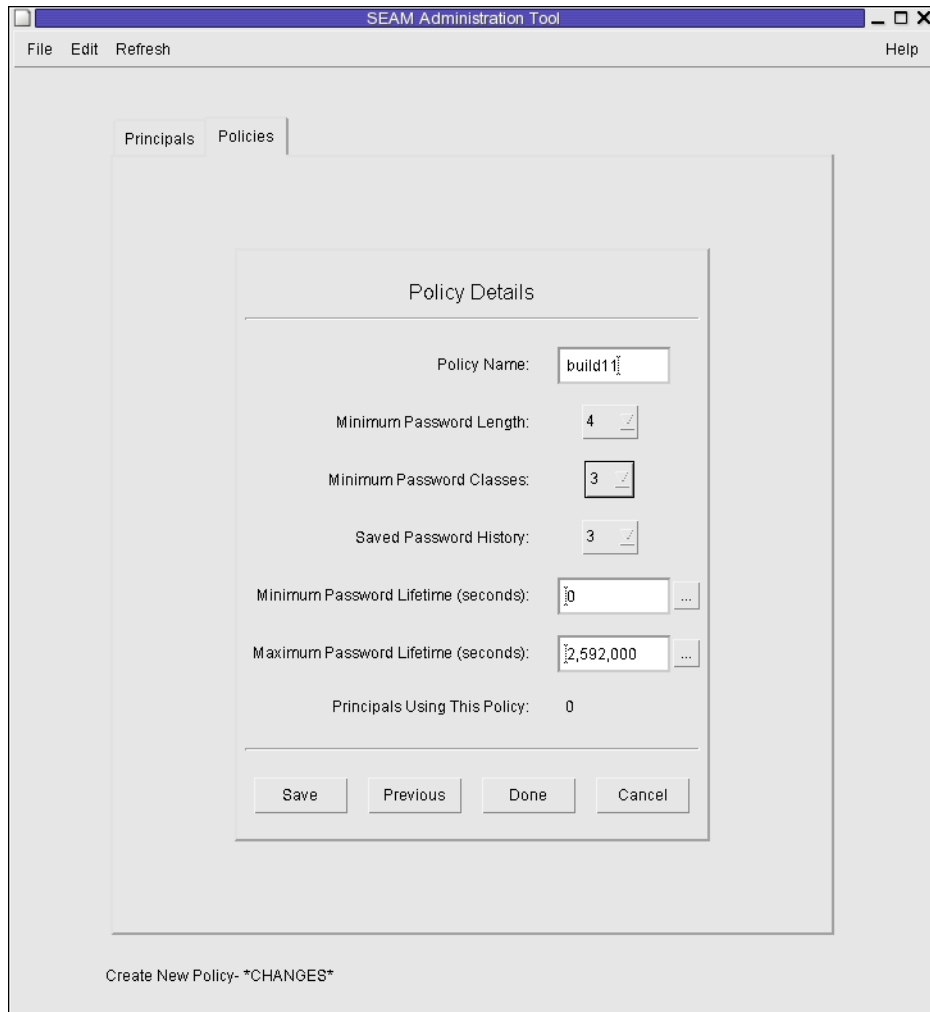 SEAM Administration Tool
File Edit Refresh Help
Principals Policies
Policy Details
Policy Name: build11
Minimum Password Length: 4
Minimum Password Classes: 3
Saved Password History: 3
Minimum Password Lifetime (seconds): 0 ...
Maximum Password Lifetime (seconds): 2,592,000 ...
Principals Using This Policy: 0
Save Previous Done Cancel
Create New Policy- *CHANGES*